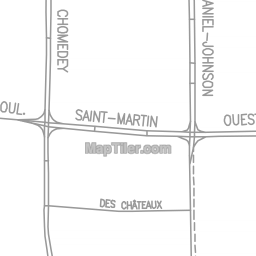 CHOMEDEY
ANIEL-JOHNSON
OUL.
SAINT-MARTIN
OUEST
MapTiler.com
DES CHÂTEAUX